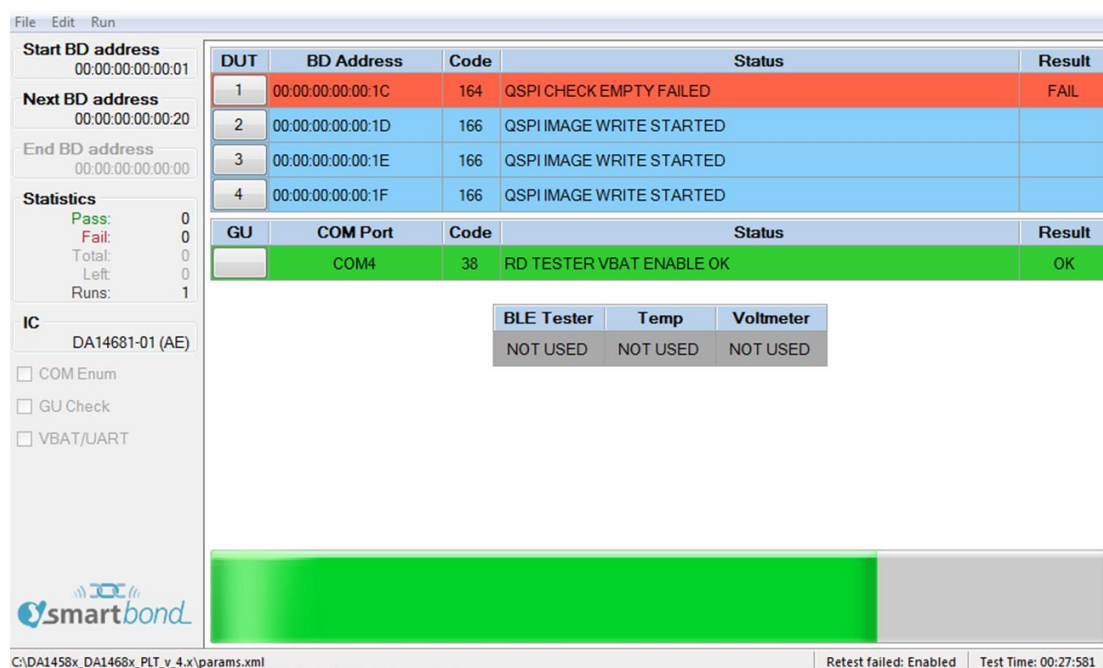 File Edit Run
Start BD address
00:00:00:00:00:01
Next BD address
00:00:00:00:00:20
End BD address
00:00:00:00:00:00
Statistics
Pass: 0
Fail: 0
Total: 0
Left: 0
Runs: 1
IC
DA14681-01 (AE)
COM Enum
GU Check
VBAT/UART
smartbond
DUT BD Address Code Status Result
1 00:00:00:00:00:1C 164 QSPI CHECK EMPTY FAILED FAIL
2 00:00:00:00:00:1D 166 QSPI IMAGE WRITE STARTED
3 00:00:00:00:00:1E 166 QSPI IMAGE WRITE STARTED
4 00:00:00:00:00:1F 166 QSPI IMAGE WRITE STARTED
GU COM Port Code Status Result
COM4 38 RD TESTER VBAT ENABLE OK OK
BLE Tester Temp Voltmeter
NOT USED NOT USED NOT USED
C:\DA1458x_DA1468x_PLT_v_4.x\params.xml Retest failed: Enabled Test Time: 00:27:581